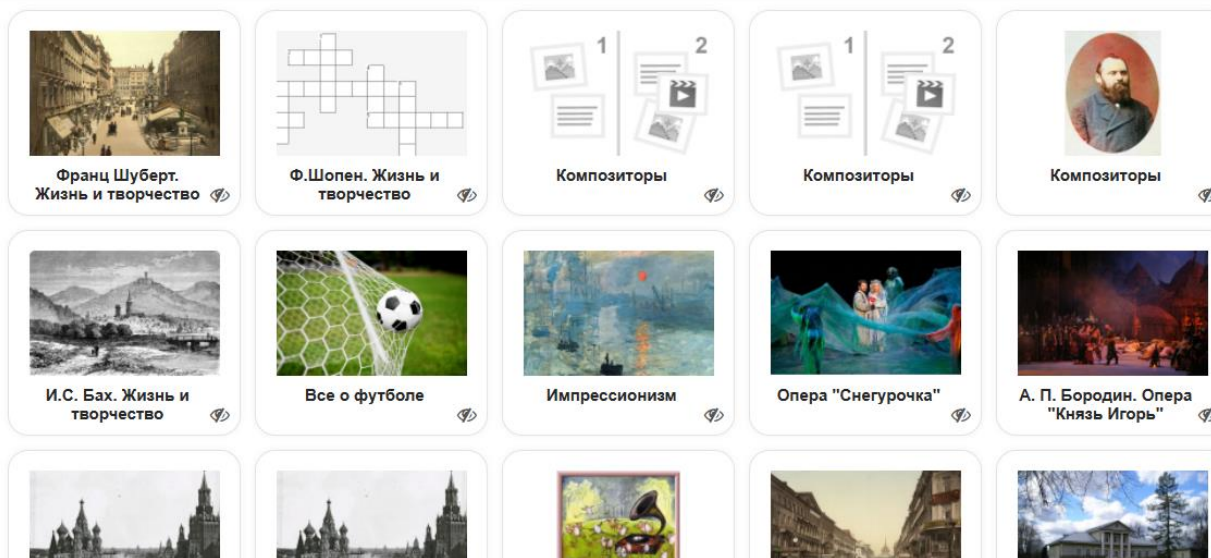 1
2
1
2
Франц Шуберт.
Жизнь и творчество
Ф.Шопен. Жизнь и
творчество
Композиторы
Композиторы
Композиторы
И.С. Бах. Жизнь и
творчество
Все о футболе
Импрессионизм
Опера "Снегурочка"
А. П. Бородин. Опера
"Князь Игорь"